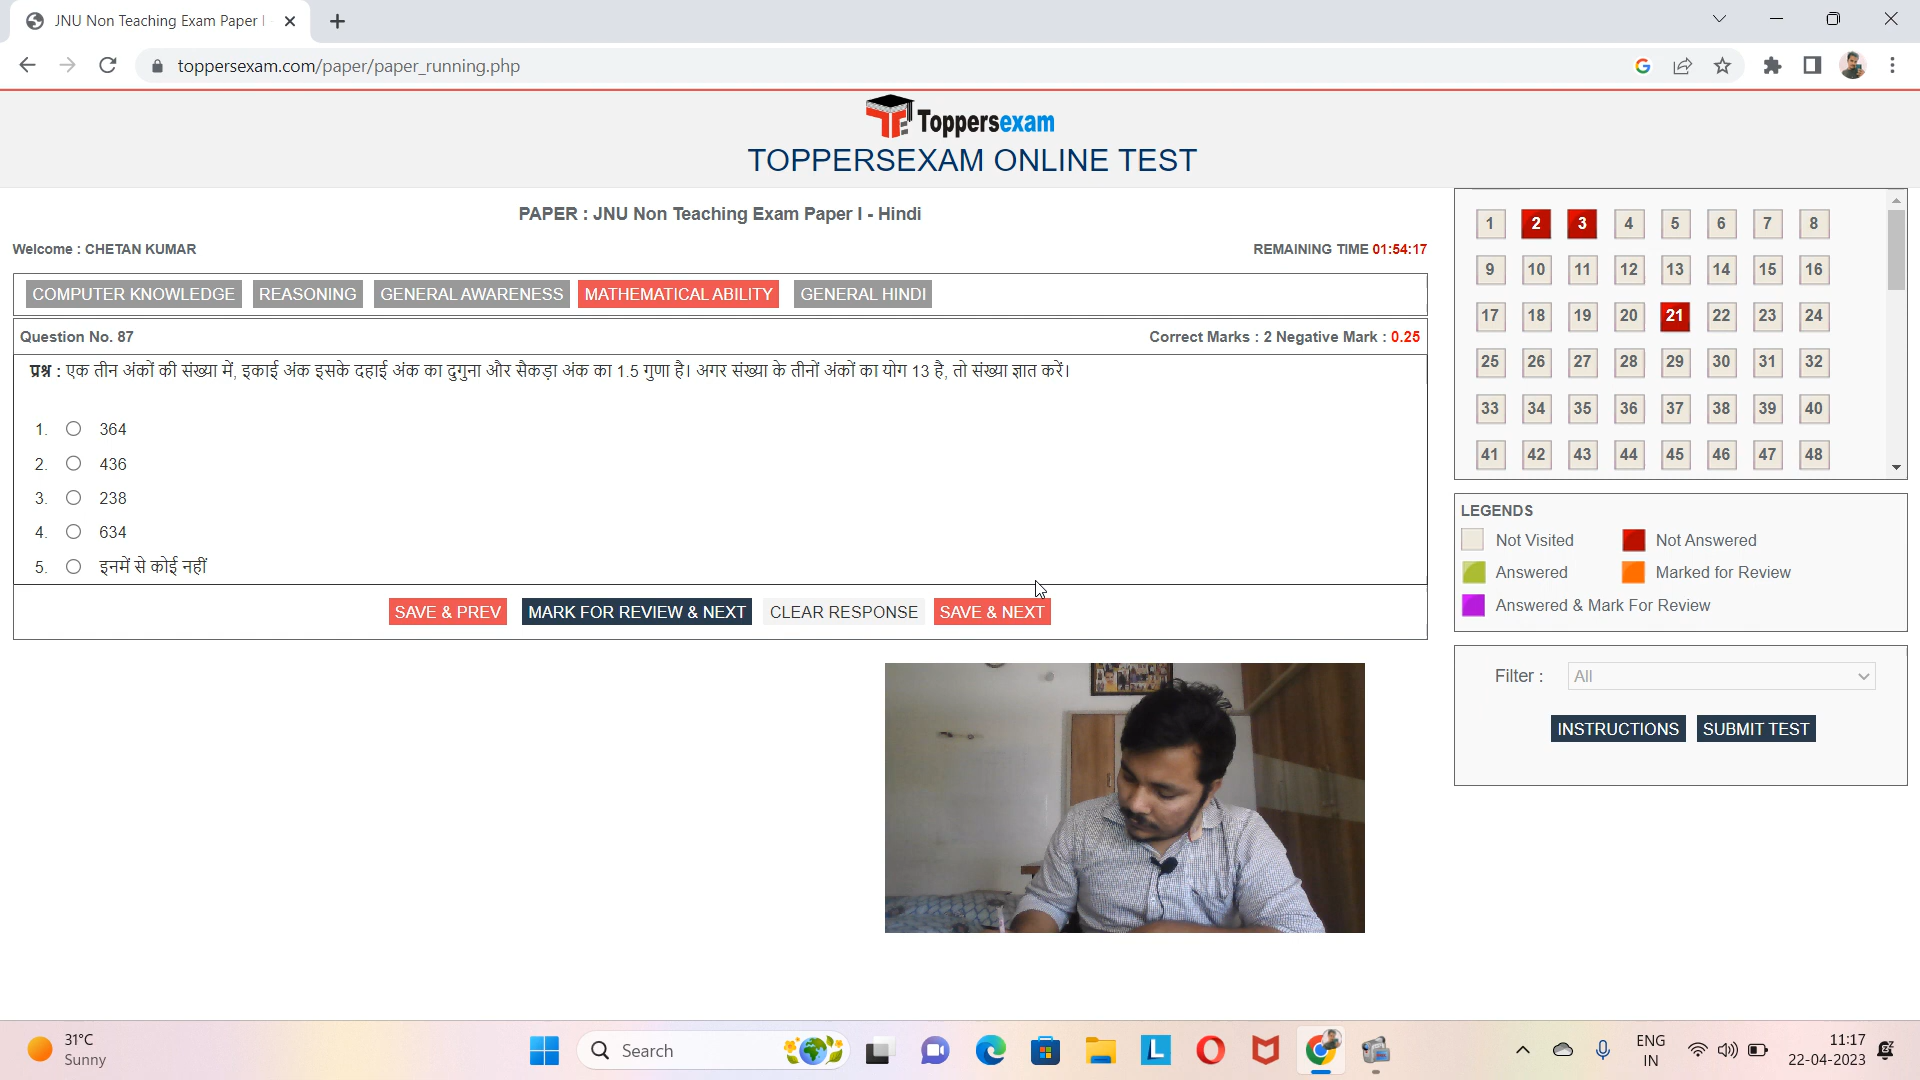 JNU Non Teaching Exam Paper I
toppersexam.com/paper/paper_running.php
Toppersexam
TOPPERSEXAM ONLINE TEST
PAPER : JNU Non Teaching Exam Paper I - Hindi
Welcome : CHETAN KUMAR
REMAINING TIME 01:54:17
COMPUTER KNOWLEDGE REASONING GENERAL AWARENESS MATHEMATICAL ABILITY GENERAL HINDI
Question No. 87
Correct Marks : 2 Negative Mark : 0.25
प्रश्न : एक तीन अंकों की संख्या में, इकाई अंक इसके दहाई अंक का दुगुना और सैकड़ा अंक का 1.5 गुणा है। अगर संख्या के तीनों अंकों का योग 13 है, तो संख्या ज्ञात करें।
1. 364
2. 436
3. 238
4. 634
5. इनमें से कोई नहीं
SAVE & PREV MARK FOR REVIEW & NEXT CLEAR RESPONSE SAVE & NEXT
1 2 3 4 5 6 7 8
9 10 11 12 13 14 15 16
17 18 19 20 21 22 23 24
25 26 27 28 29 30 31 32
33 34 35 36 37 38 39 40
41 42 43 44 45 46 47 48
LEGENDS
Not Visited Not Answered
Answered Marked for Review
Answered & Mark For Review
Filter : All
INSTRUCTIONS SUBMIT TEST
31°C
Sunny
Search
ENG
IN
11:17
22-04-2023